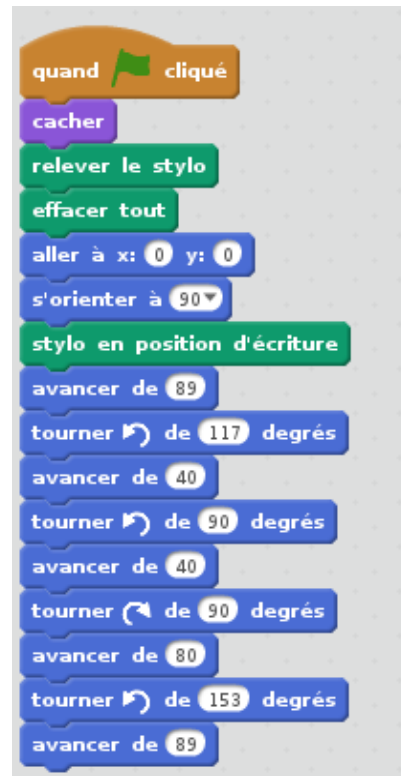 quand cliqué
cacher
relever le stylo
effacer tout
aller à x: 0 y: 0
s'orienter à 90
stylo en position d'écriture
avancer de 89
tourner de 117 degrés
avancer de 40
tourner de 90 degrés
avancer de 40
tourner de 90 degrés
avancer de 80
tourner de 153 degrés
avancer de 89